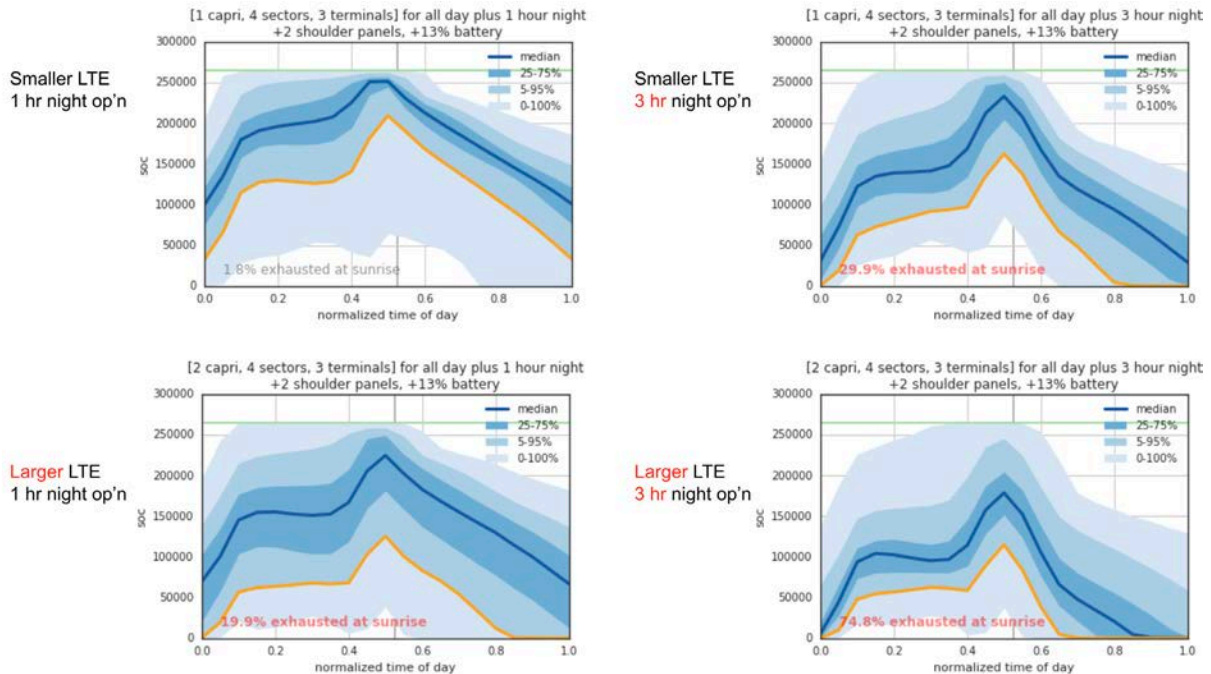 Smaller LTE
1 hr night op'n
[1 capri, 4 sectors, 3 terminals] for all day plus 1 hour night
+2 shoulder panels, +13% battery
300000
250000
200000
150000
100000
50000
0
soc
median
25-75%
5-95%
0-100%
1.8% exhausted at sunrise
0.0 0.2 0.4 0.6 0.8 1.0
normalized time of day
Smaller LTE
3 hr night op'n
[1 capri, 4 sectors, 3 terminals] for all day plus 3 hour night
+2 shoulder panels, +13% battery
300000
250000
200000
150000
100000
50000
0
soc
median
25-75%
5-95%
0-100%
29.9% exhausted at sunrise
0.0 0.2 0.4 0.6 0.8 1.0
normalized time of day
Larger LTE
1 hr night op'n
[2 capri, 4 sectors, 3 terminals] for all day plus 1 hour night
+2 shoulder panels, +13% battery
300000
250000
200000
150000
100000
50000
0
soc
median
25-75%
5-95%
0-100%
19.9% exhausted at sunrise
0.0 0.2 0.4 0.6 0.8 1.0
normalized time of day
Larger LTE
3 hr night op'n
[2 capri, 4 sectors, 3 terminals] for all day plus 3 hour night
+2 shoulder panels, +13% battery
300000
250000
200000
150000
100000
50000
0
soc
median
25-75%
5-95%
0-100%
74.8% exhausted at sunrise
0.0 0.2 0.4 0.6 0.8 1.0
normalized time of day